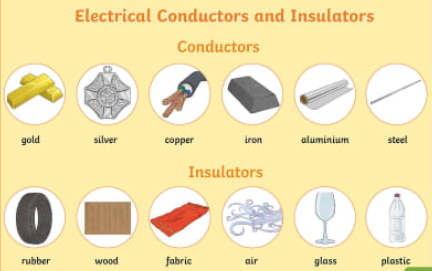 Electrical Conductors and Insulators
Conductors
gold silver copper iron aluminium steel
Insulators
rubber wood fabric air glass plastic